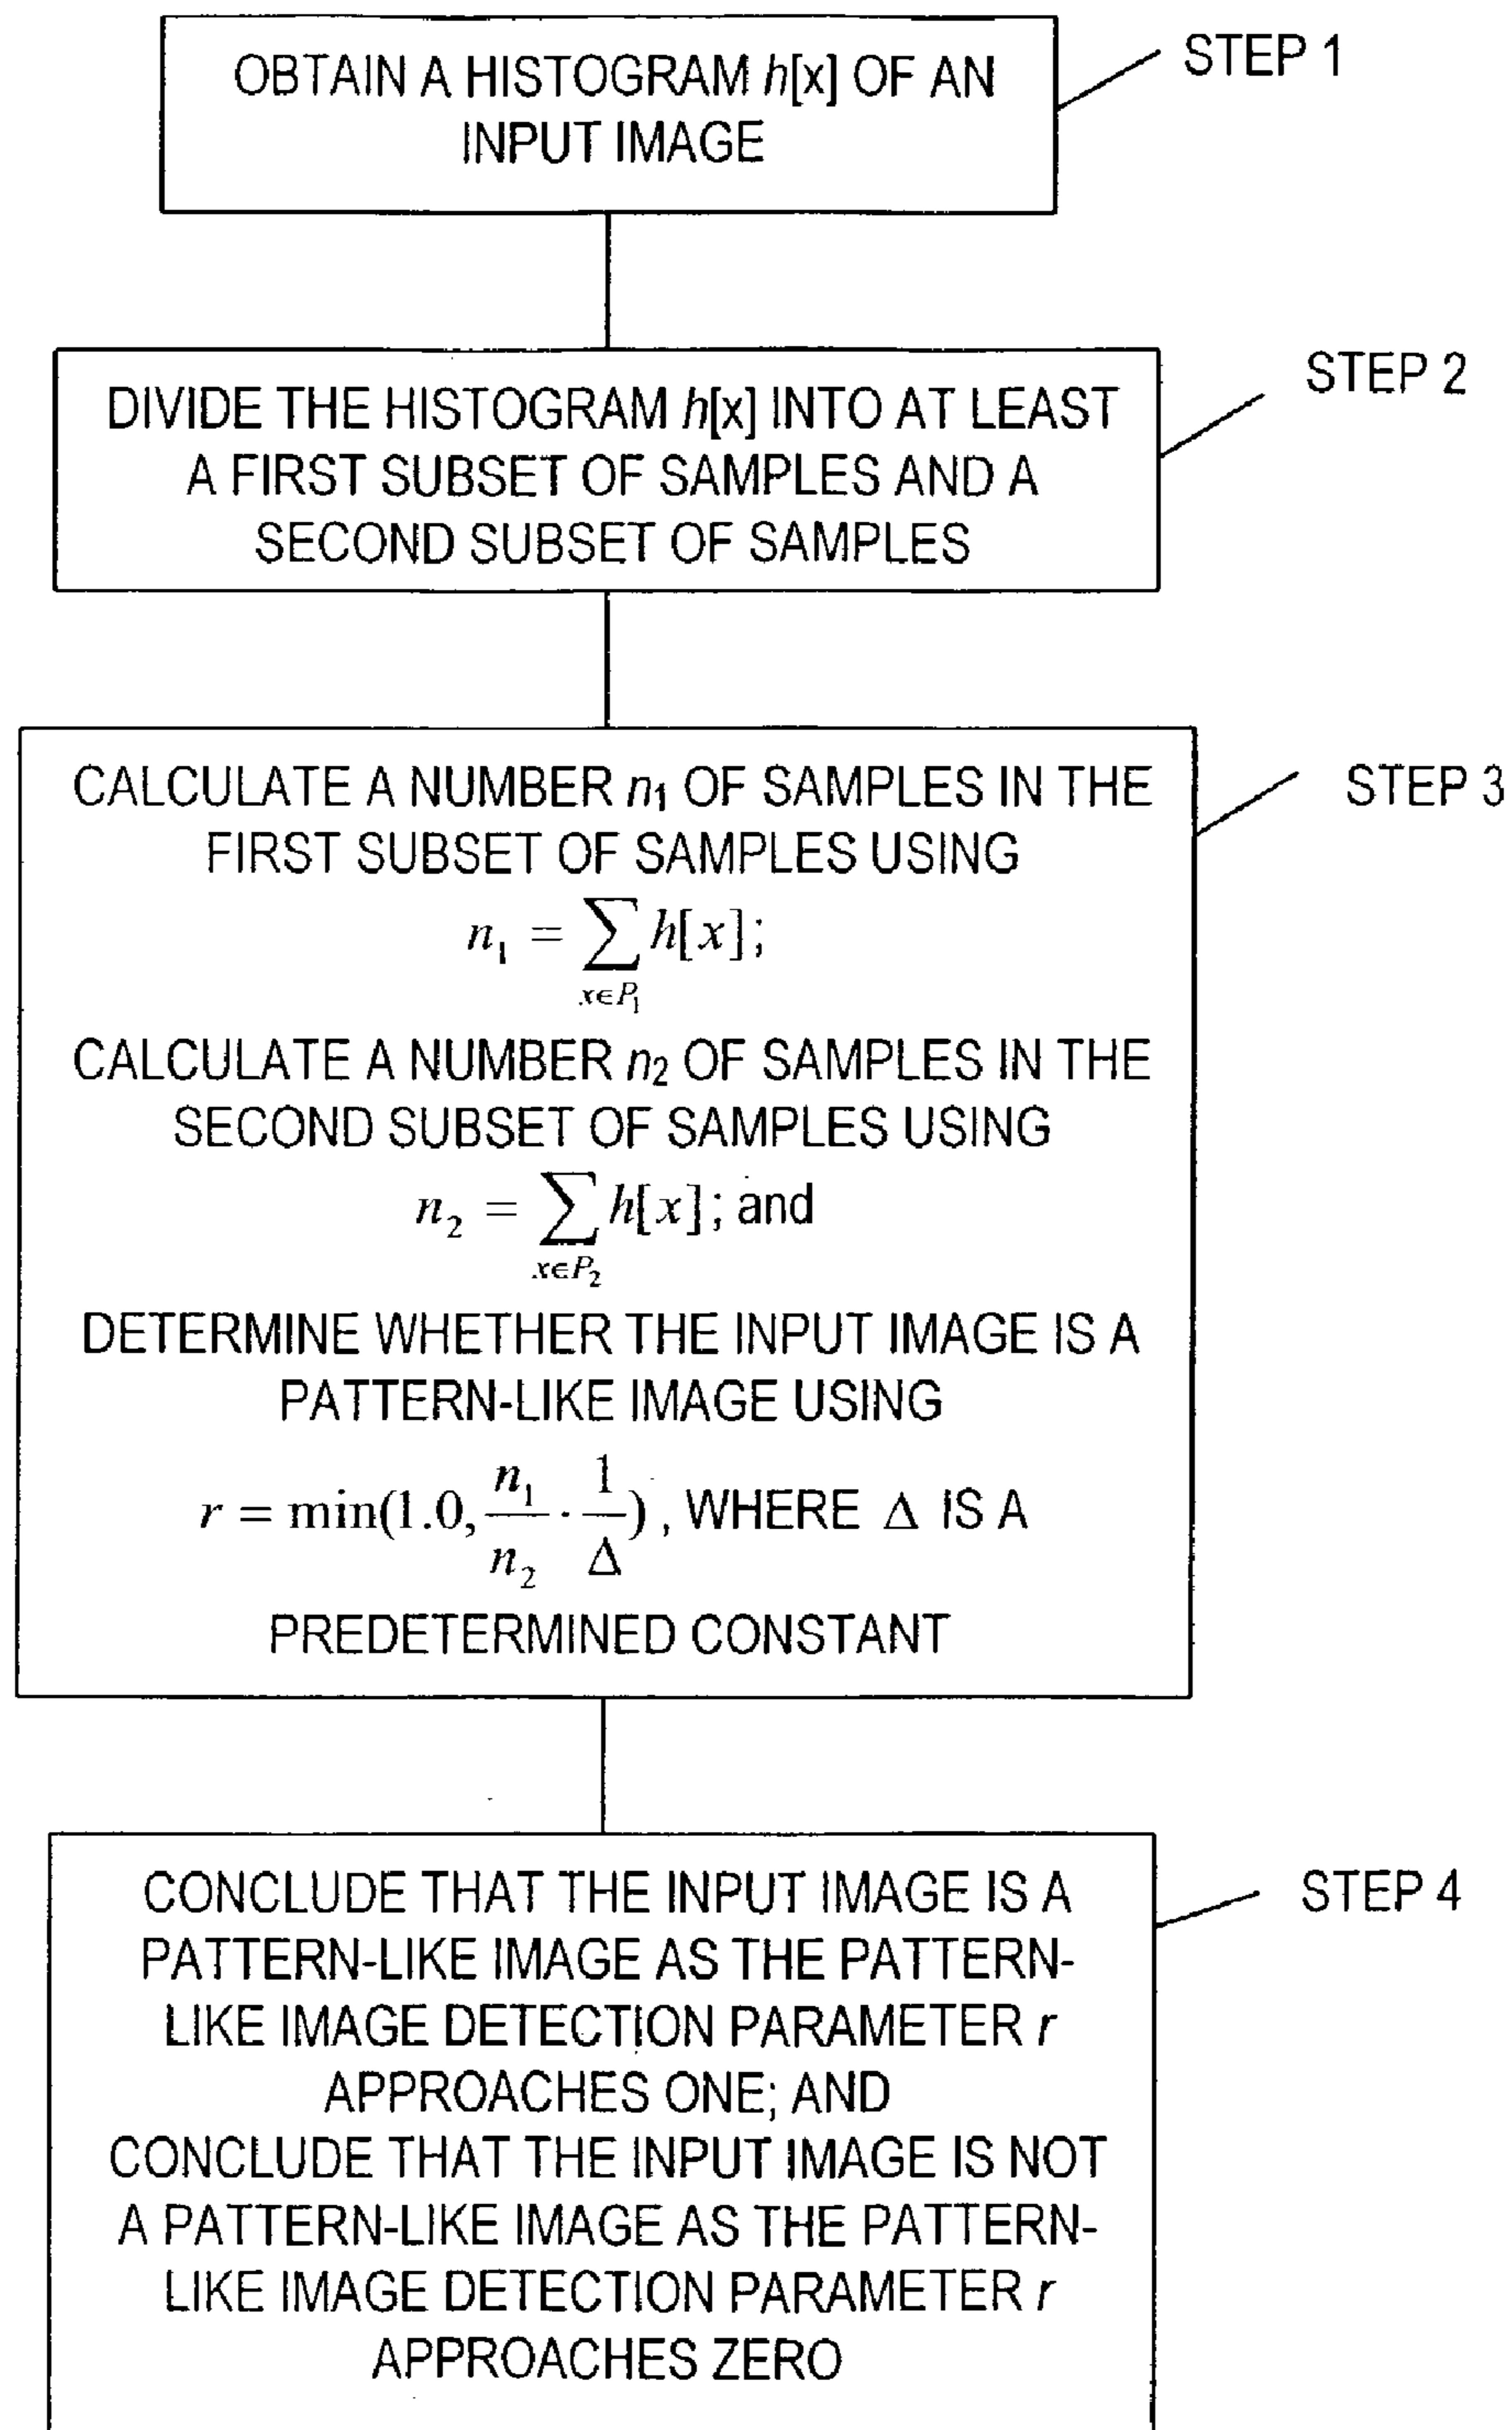 OBTAIN A HISTOGRAM h[x] OF AN
INPUT IMAGE
STEP 1
DIVIDE THE HISTOGRAM h[x] INTO AT LEAST
A FIRST SUBSET OF SAMPLES AND A
SECOND SUBSET OF SAMPLES
STEP 2
CALCULATE A NUMBER n₁ OF SAMPLES IN THE
FIRST SUBSET OF SAMPLES USING
n₁ = ∑ h[x];
x∈P₁
CALCULATE A NUMBER n₂ OF SAMPLES IN THE
SECOND SUBSET OF SAMPLES USING
n₂ = ∑ h[x]; and
x∈P₂
DETERMINE WHETHER THE INPUT IMAGE IS A
PATTERN-LIKE IMAGE USING
r = min(1.0, n₁/n₂ · 1/Δ), WHERE Δ IS A
PREDETERMINED CONSTANT
STEP 3
CONCLUDE THAT THE INPUT IMAGE IS A
PATTERN-LIKE IMAGE AS THE PATTERN-
LIKE IMAGE DETECTION PARAMETER r
APPROACHES ONE; AND
CONCLUDE THAT THE INPUT IMAGE IS NOT
A PATTERN-LIKE IMAGE AS THE PATTERN-
LIKE IMAGE DETECTION PARAMETER r
APPROACHES ZERO
STEP 4